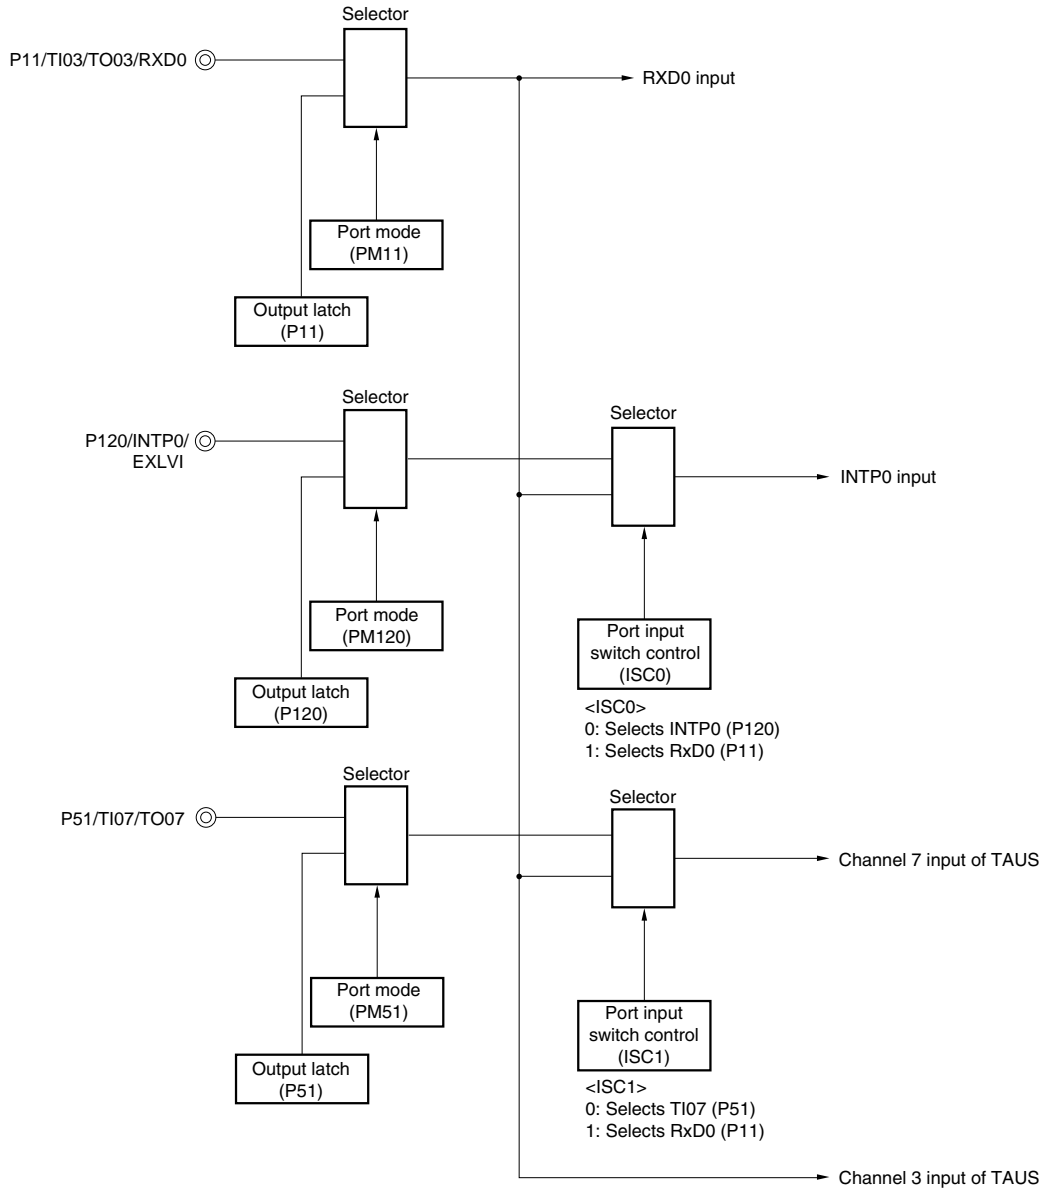 Selector
P11/TI03/TO03/RXD0
RXD0 input
Port mode
(PM11)
Output latch
(P11)
Selector
Selector
P120/INTP0/
EXLVI
INTP0 input
Port mode
(PM120)
Port input
switch control
(ISC0)
Output latch
(P120)
<ISC0>
0: Selects INTP0 (P120)
1: Selects RxD0 (P11)
Selector
Selector
P51/TI07/TO07
Channel 7 input of TAUS
Port mode
(PM51)
Port input
switch control
(ISC1)
Output latch
(P51)
<ISC1>
0: Selects TI07 (P51)
1: Selects RxD0 (P11)
Channel 3 input of TAUS